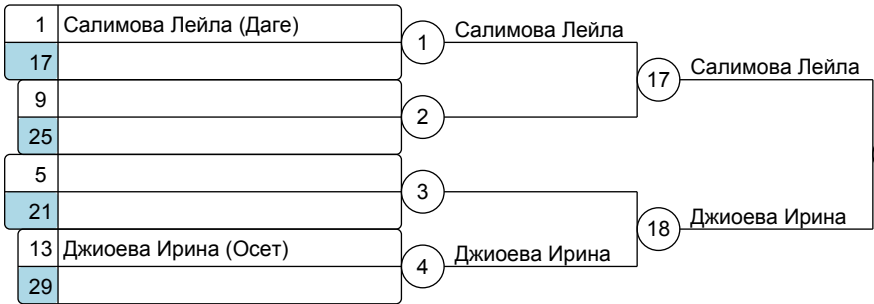 1 Салимова Лейла (Даге)
17
9
25
5
21
13 Джиоева Ирина (Осет)
29
1 Салимова Лейла
2
3
4 Джиоева Ирина
17 Салимова Лейла
18 Джиоева Ирина